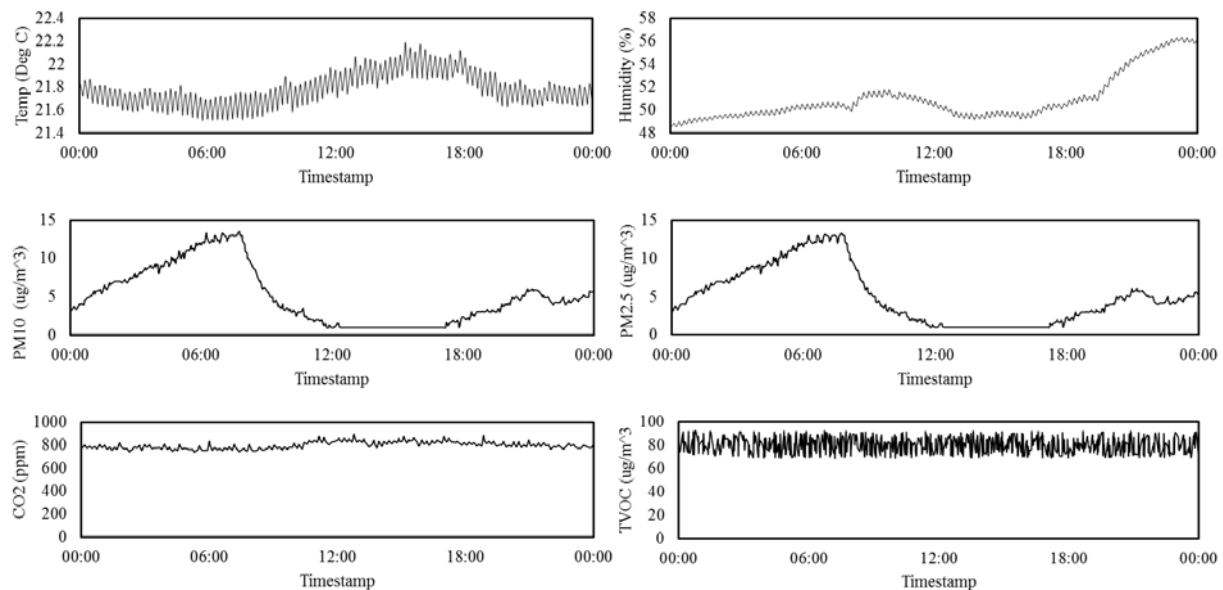 Temp (Deg C)
22.4
22.2
22
21.8
21.6
21.4
00:00 06:00 12:00 18:00 00:00
Timestamp
Humidity (%)
58
56
54
52
50
48
00:00 06:00 12:00 18:00 00:00
Timestamp
PM10 (ug/m^3)
15
10
5
0
00:00 06:00 12:00 18:00 00:00
Timestamp
PM2.5 (ug/m^3)
15
10
5
0
00:00 06:00 12:00 18:00 00:00
Timestamp
CO2 (ppm)
1000
800
600
400
200
0
00:00 06:00 12:00 18:00 00:00
Timestamp
TVOC (ug/m^3
100
80
60
40
20
0
00:00 06:00 12:00 18:00 00:00
Timestamp